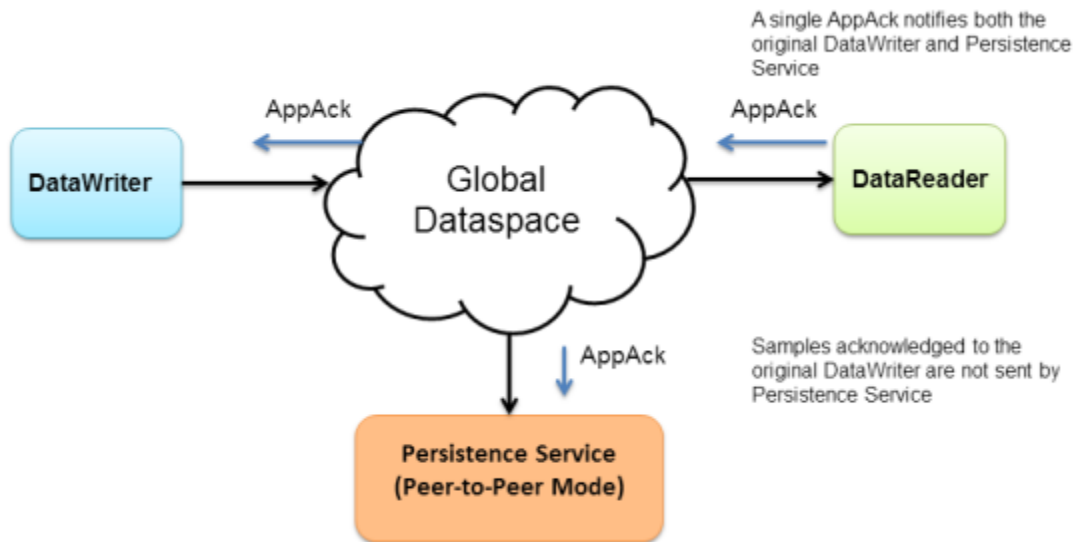 A single AppAck notifies both the
original DataWriter and Persistence
Service
AppAck
AppAck
DataWriter
Global
Dataspace
DataReader
AppAck
Samples acknowledged to the
original DataWriter are not sent by
Persistence Service
Persistence Service
(Peer-to-Peer Mode)